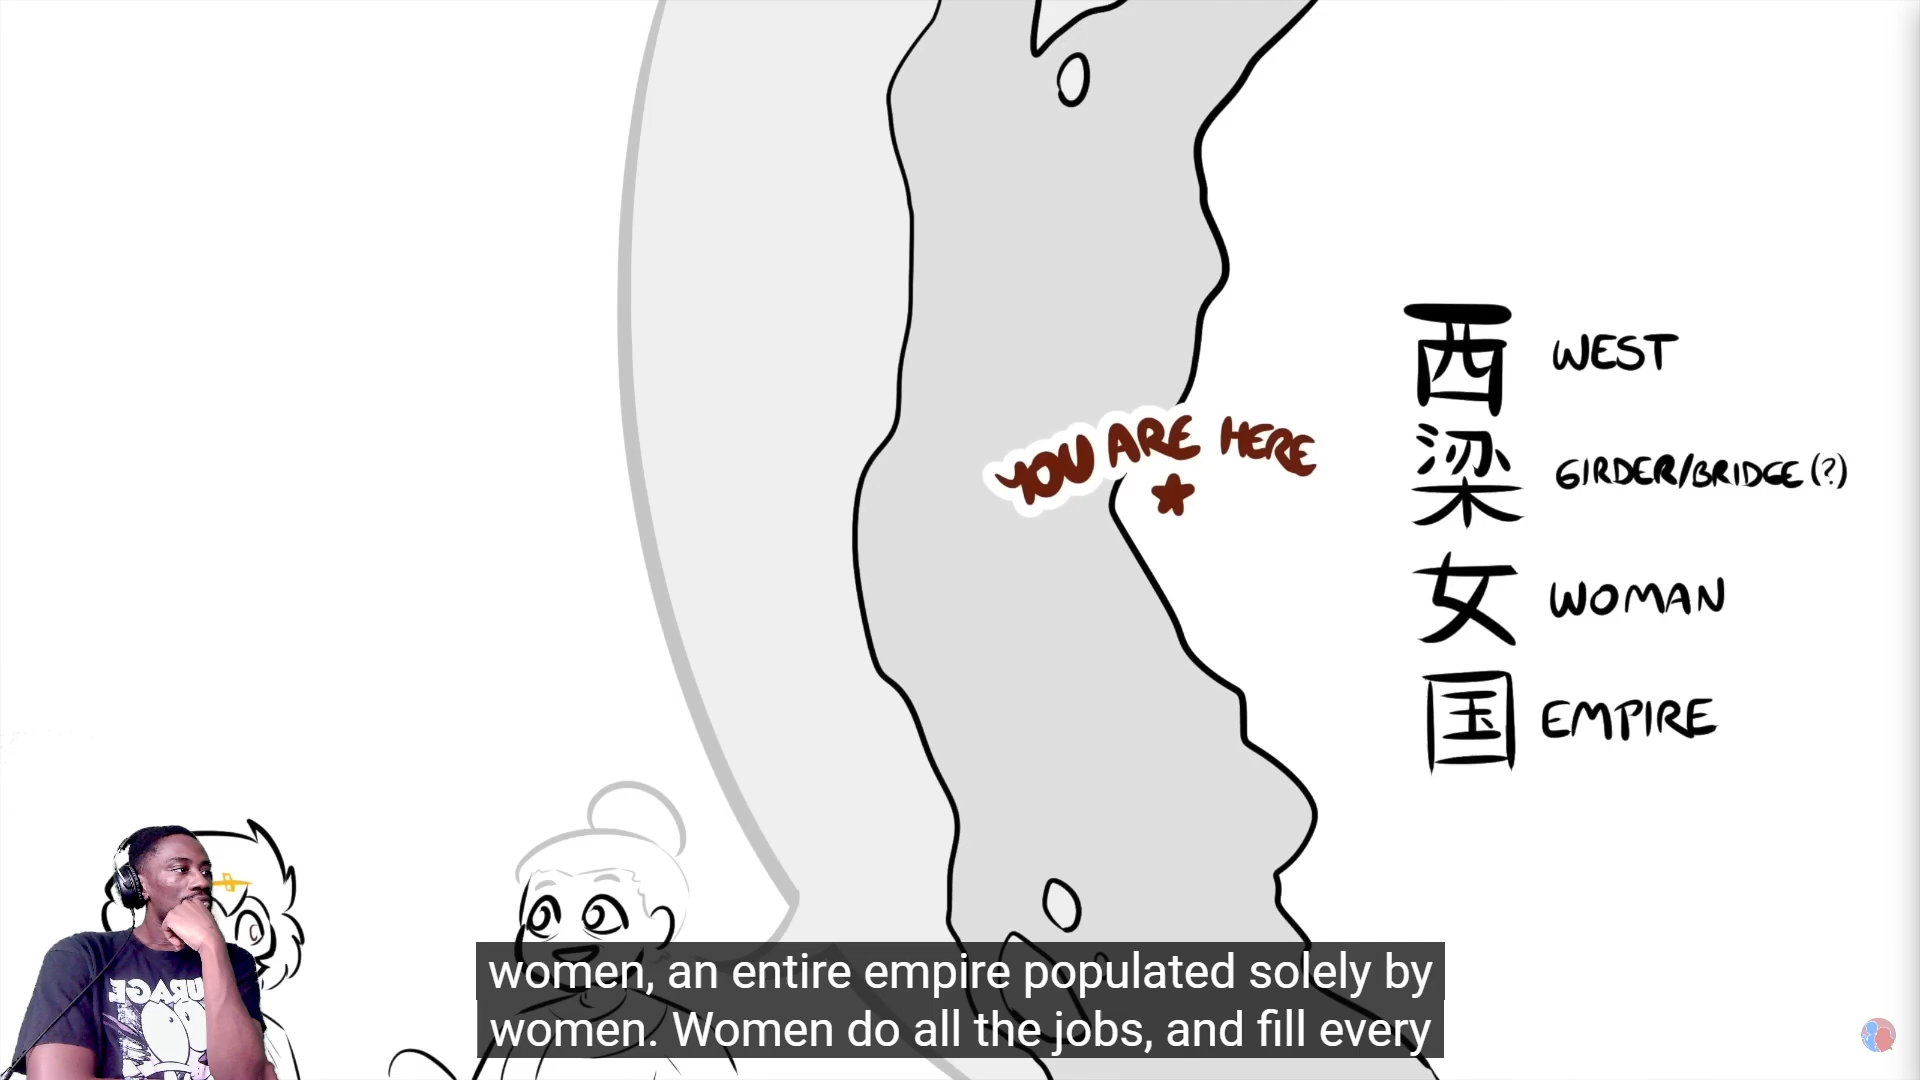 YOU ARE HERE
西 WEST
梁 GIRDER/BRIDGE (?)
女 WOMAN
国 EMPIRE
women, an entire empire populated solely by
women. Women do all the jobs, and fill every